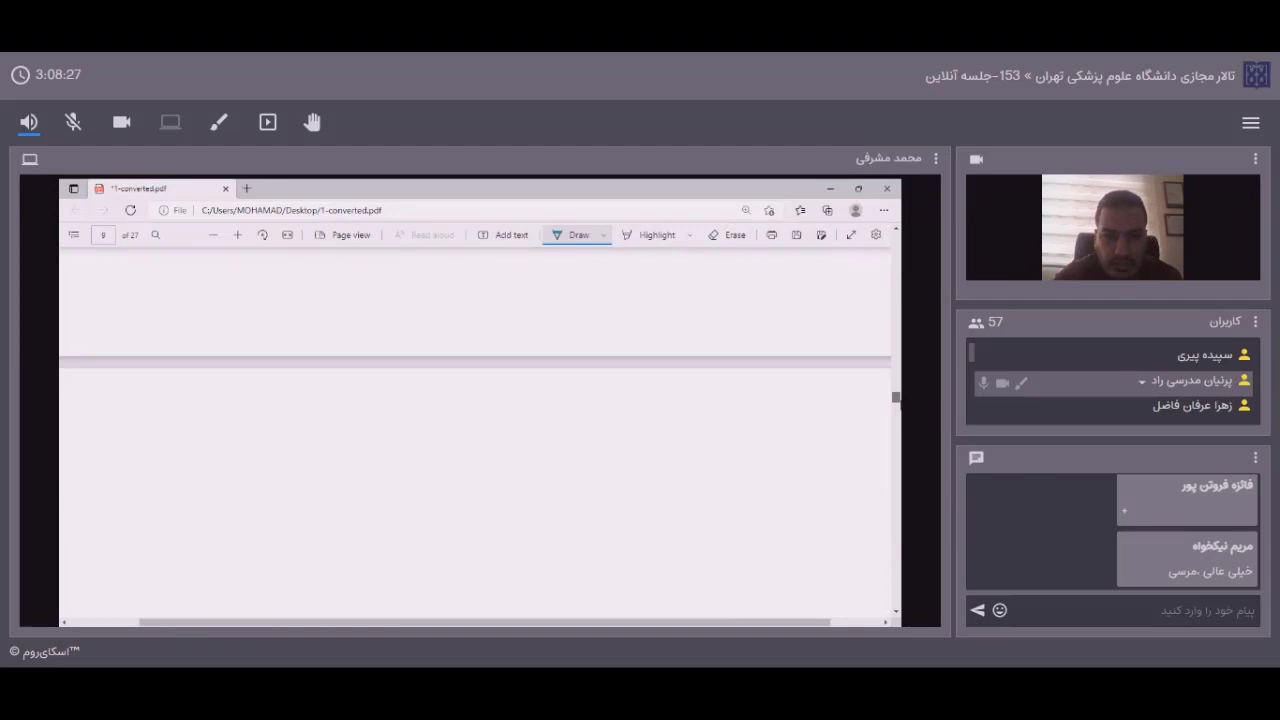 3:08:27
تالار مجازی دانشگاه علوم پزشکی تهران » 153-جلسه آنلاین
محمد مشرفی
*1-converted.pdf
File
C:/Users/MOHAMAD/Desktop/1-converted.pdf
9 of 27
Page view
Read aloud
Add text
Draw
Highlight
Erase
57
کاربران
سپیده پیری
پرنیان مدرسی راد
زهرا عرفان فاضل
فائزه فروتن پور
+
مریم نیکخواه
خیلی عالی ،مرسی
پیام خود را وارد کنید
© اسکای‌روم™